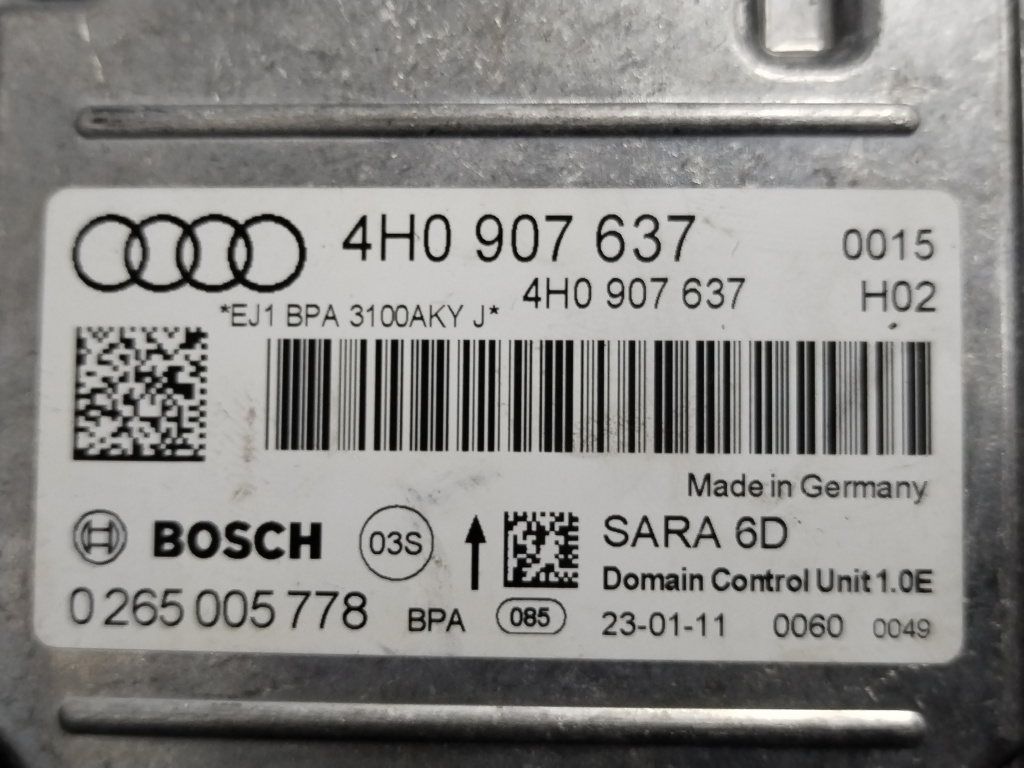 4H0 907 637 0015
4H0 907 637 H02
*EJ1 BPA 3100AKY J*
Made in Germany
BOSCH 03S SARA 6D
Domain Control Unit 1.0E
0 265 005 778 BPA 085 23-01-11 0060 0049